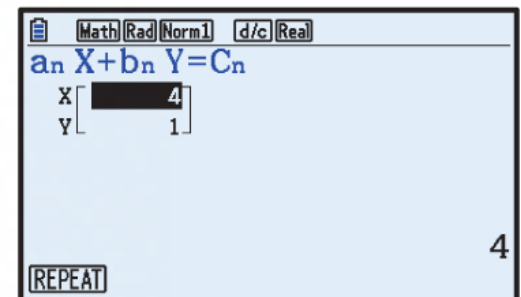 Math Rad Norm1 d/c Real
an X+bn Y=Cn
X 4
Y 1
4
REPEAT